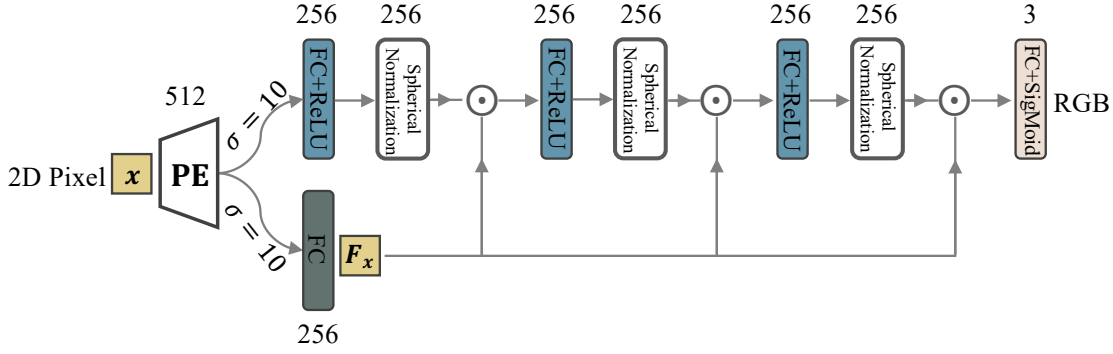 256
256
256
256
256
256
3
FC+ReLU
Spherical
Normalization
FC+ReLU
Spherical
Normalization
FC+ReLU
Spherical
Normalization
FC+SigMoid
RGB
512
σ = 10
2D Pixel
x
PE
σ = 10
FC
F_x
256